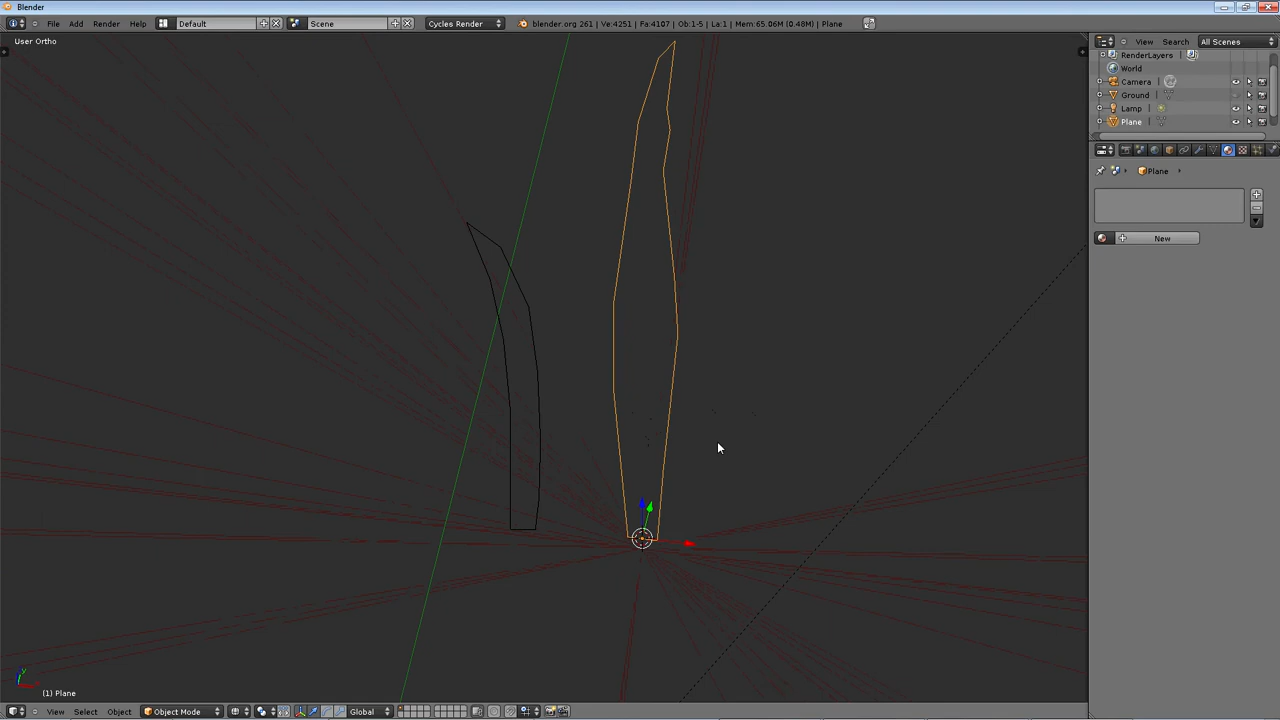 Blender
File Add Render Help Default Scene Cycles Render blender.org 261 | Ve:4251 | Fa:4107 | Ob:1-5 | La:1 | Mem:65.06M (0.48M) | Plane
User Ortho
View Search All Scenes
RenderLayers
World
Camera
Ground
Lamp
Plane
Plane
New
(1) Plane
View Select Object Object Mode Global